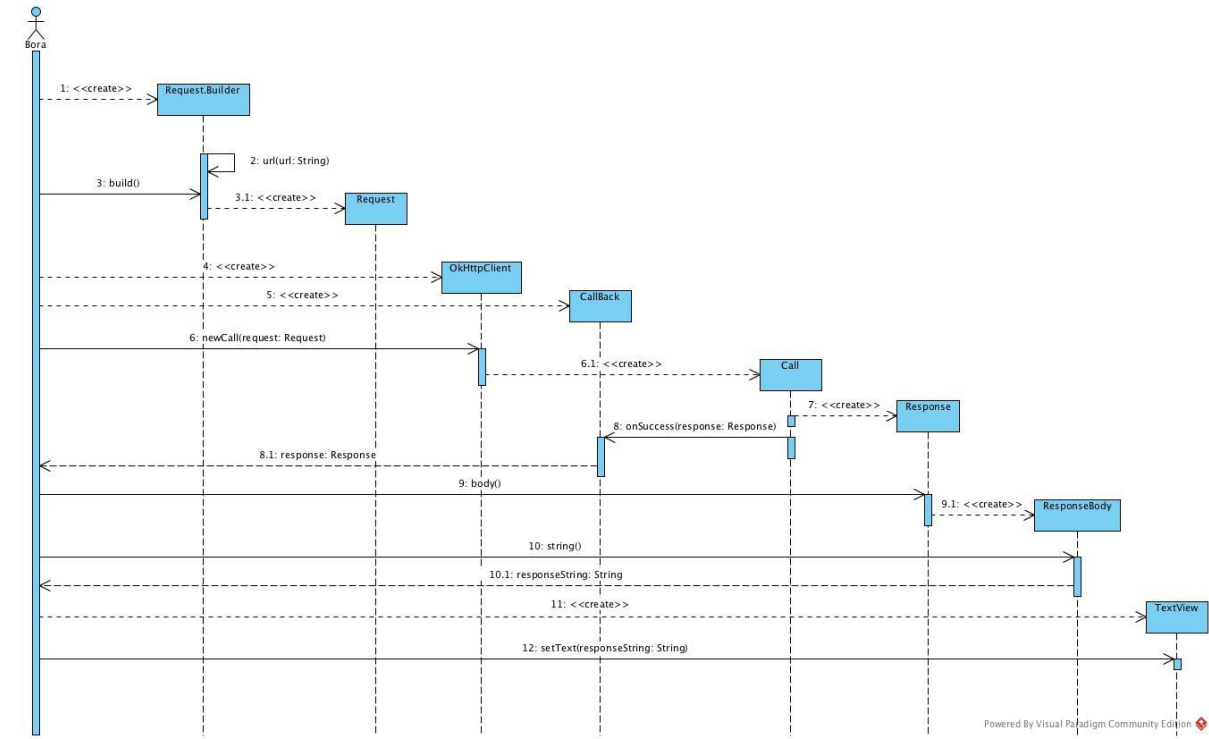 Bora
1: <<create>>
Request.Builder
2: url(url: String)
3: build()
3.1: <<create>>
Request
4: <<create>>
OkHttpClient
5: <<create>>
CallBack
6: newCall(request: Request)
6.1: <<create>>
Call
7: <<create>>
Response
8: onSuccess(response: Response)
8.1: response: Response
9: body()
9.1: <<create>>
ResponseBody
10: string()
10.1: responseString: String
11: <<create>>
TextView
12: setText(responseString: String)
Powered By Visual Paradigm Community Edition